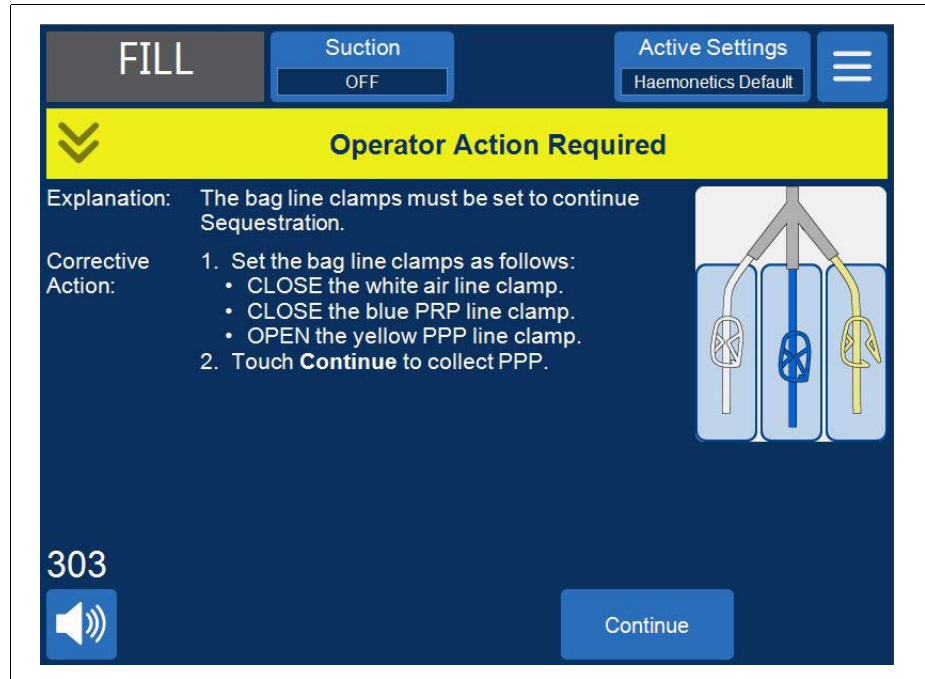 FILL
Suction
OFF
Active Settings
Haemonetics Default
Operator Action Required
Explanation: The bag line clamps must be set to continue
Sequestration.
Corrective 1. Set the bag line clamps as follows:
Action: • CLOSE the white air line clamp.
• CLOSE the blue PRP line clamp.
• OPEN the yellow PPP line clamp.
2. Touch Continue to collect PPP.
303
Continue